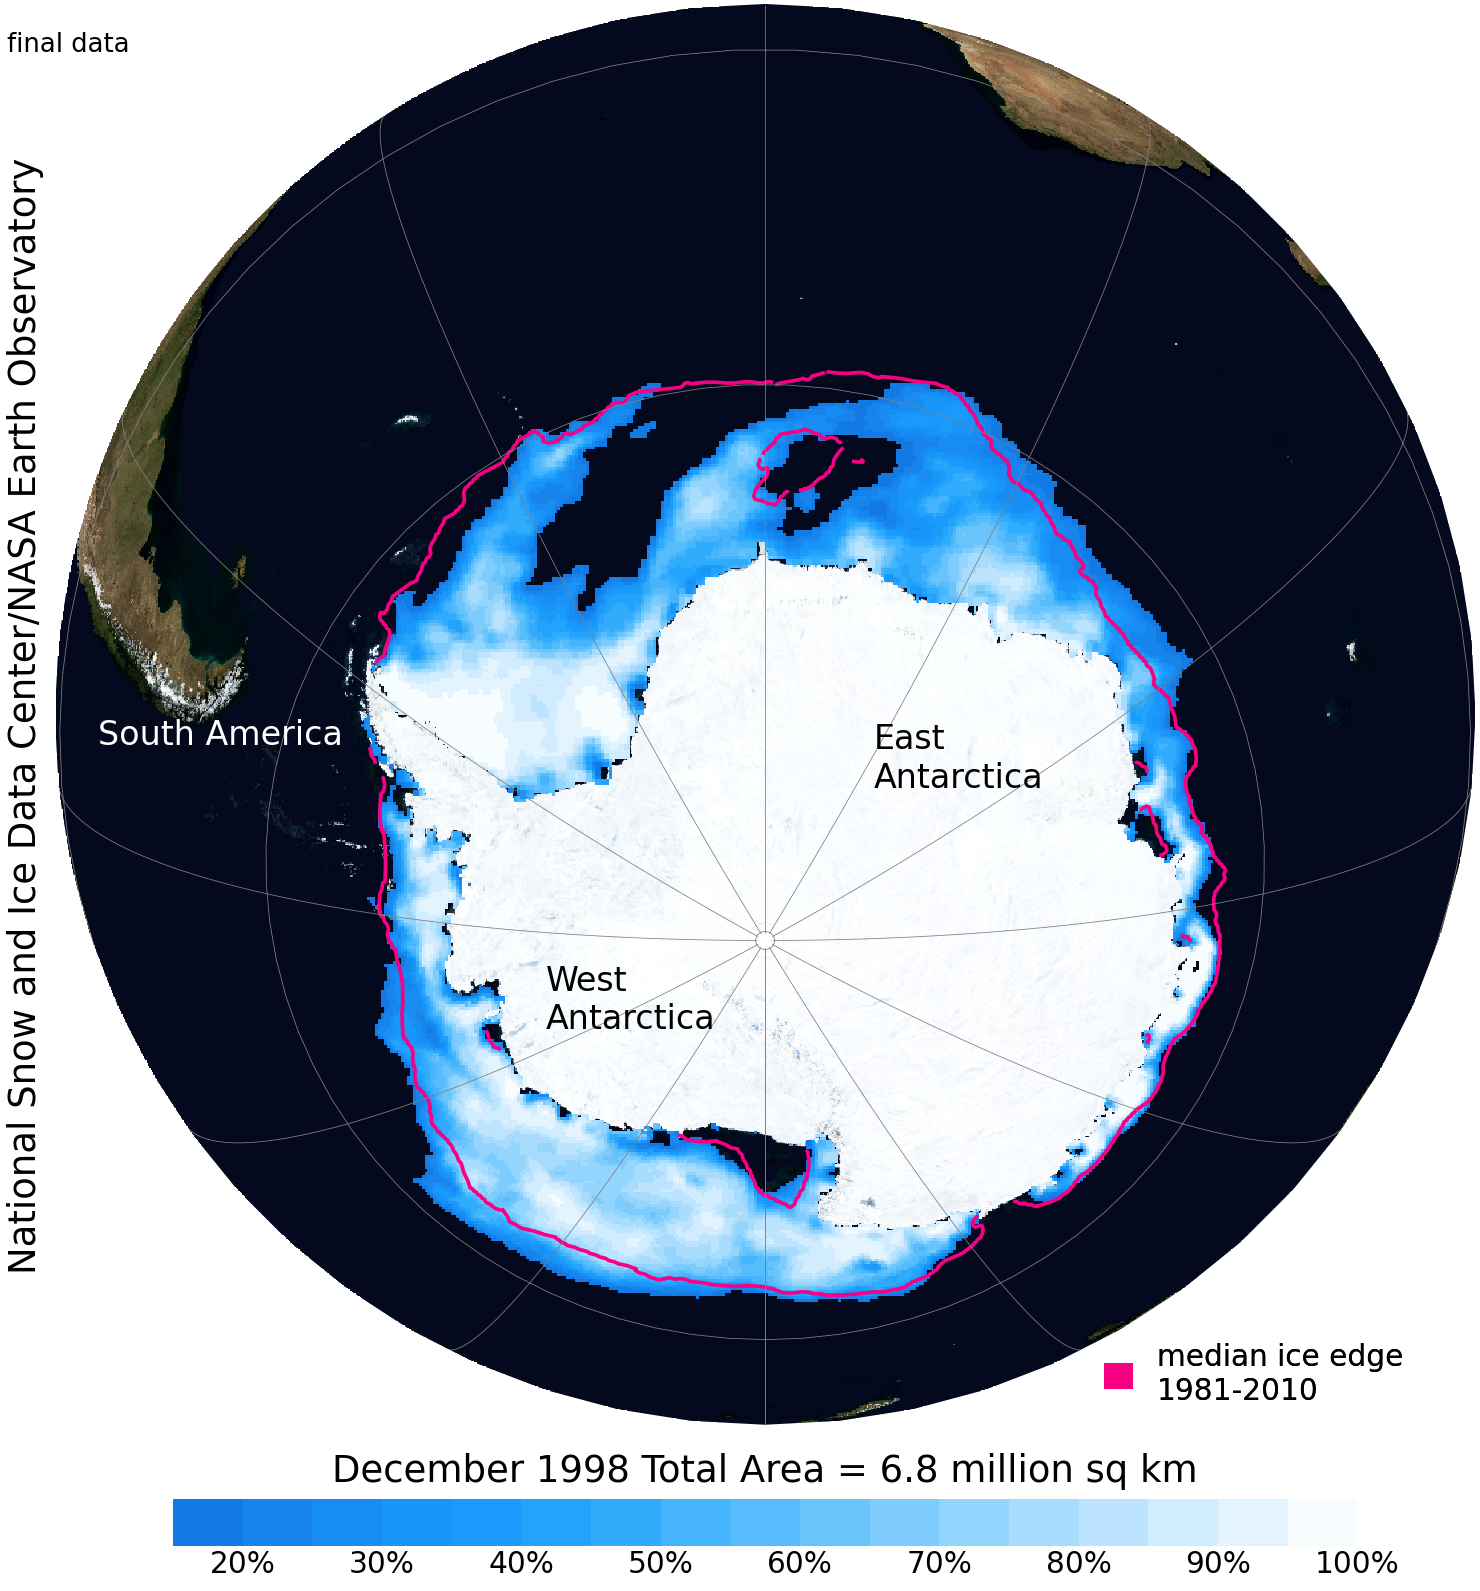 final data
National Snow and Ice Data Center/NASA Earth Observatory
South America
East
Antarctica
West
Antarctica
median ice edge
1981-2010
December 1998 Total Area = 6.8 million sq km
20% 30% 40% 50% 60% 70% 80% 90% 100%